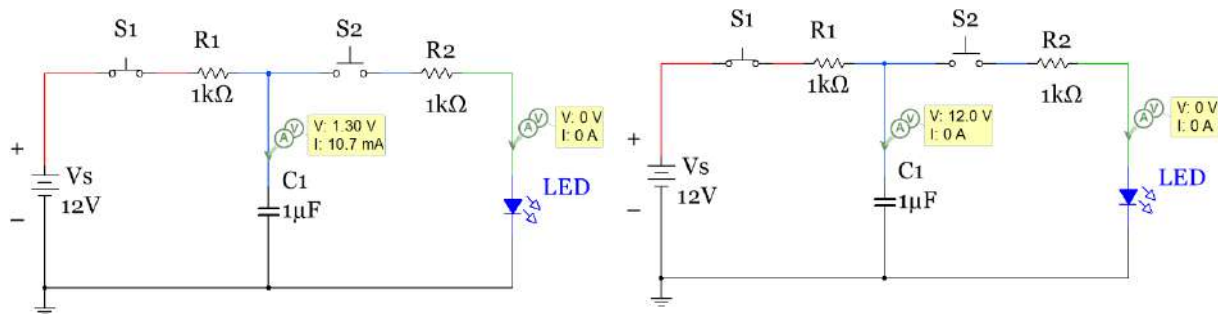 S1
R1
1kΩ
S2
R2
1kΩ
V: 1.30 V
I: 10.7 mA
V: 0 V
I: 0 A
+
Vs
12V
−
C1
1µF
LED
S1
R1
1kΩ
S2
R2
1kΩ
V: 12.0 V
I: 0 A
V: 0 V
I: 0 A
+
Vs
12V
−
C1
1µF
LED
A V
A V
A V
A V